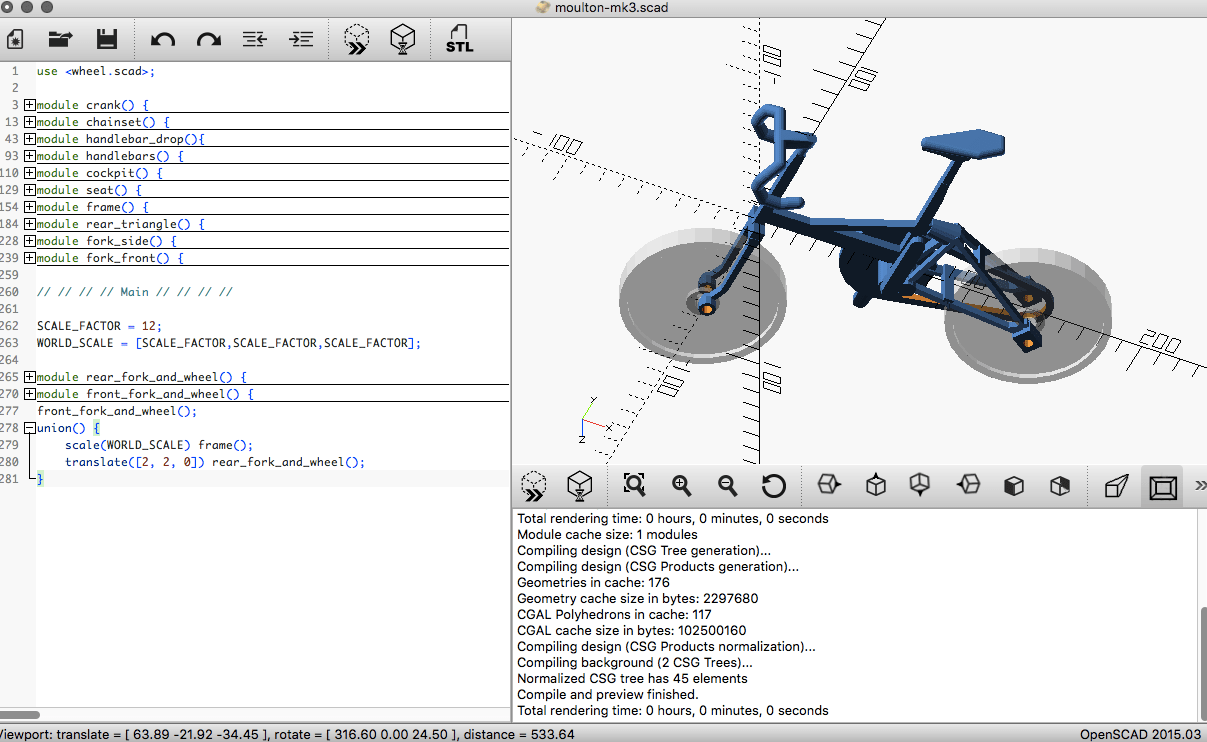 moulton-mk3.scad
STL
1 use <wheel.scad>;
2
3 module crank() {
13 module chainset() {
43 module handlebar_drop(){
93 module handlebars() {
110 module cockpit() {
129 module seat() {
154 module frame() {
184 module rear_triangle() {
228 module fork_side() {
239 module fork_front() {
259
260 // // // // Main // // // //
261
262 SCALE_FACTOR = 12;
263 WORLD_SCALE = [SCALE_FACTOR,SCALE_FACTOR,SCALE_FACTOR];
264
265 module rear_fork_and_wheel() {
270 module front_fork_and_wheel() {
277 front_fork_and_wheel();
278 union() {
279 scale(WORLD_SCALE) frame();
280 translate([2, 2, 0]) rear_fork_and_wheel();
281 }
100
200
Y
X
Z
Total rendering time: 0 hours, 0 minutes, 0 seconds
Module cache size: 1 modules
Compiling design (CSG Tree generation)...
Compiling design (CSG Products generation)...
Geometries in cache: 176
Geometry cache size in bytes: 2297680
CGAL Polyhedrons in cache: 117
CGAL cache size in bytes: 102500160
Compiling design (CSG Products normalization)...
Compiling background (2 CSG Trees)...
Normalized CSG tree has 45 elements
Compile and preview finished.
Total rendering time: 0 hours, 0 minutes, 0 seconds
Viewport: translate = [ 63.89 -21.92 -34.45 ], rotate = [ 316.60 0.00 24.50 ], distance = 533.64
OpenSCAD 2015.03